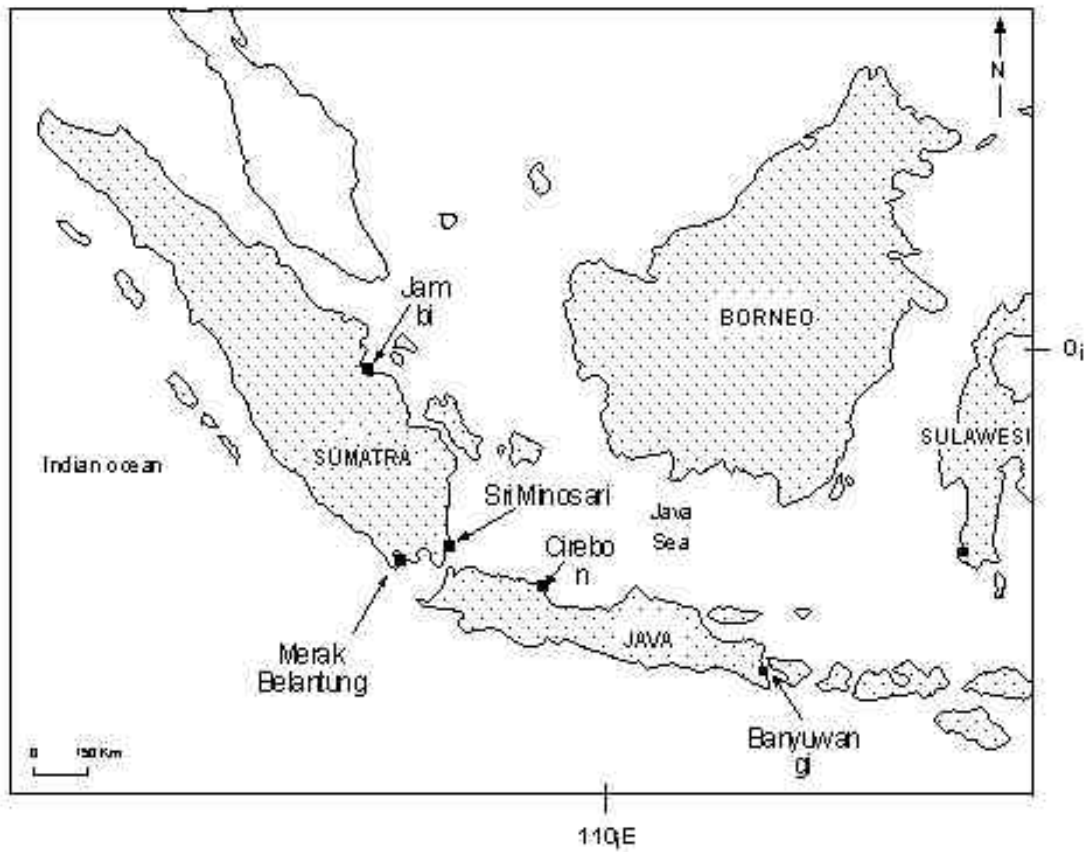 N
Jam
bi
BORNEO
0¡
SULAWESI
SUMATRA
Indian ocean
Sri Minosari
Java
Sea
Cirebo
n
JAVA
Merak
Belantung
Banyuwan
gi
0 150 Km
110¡E